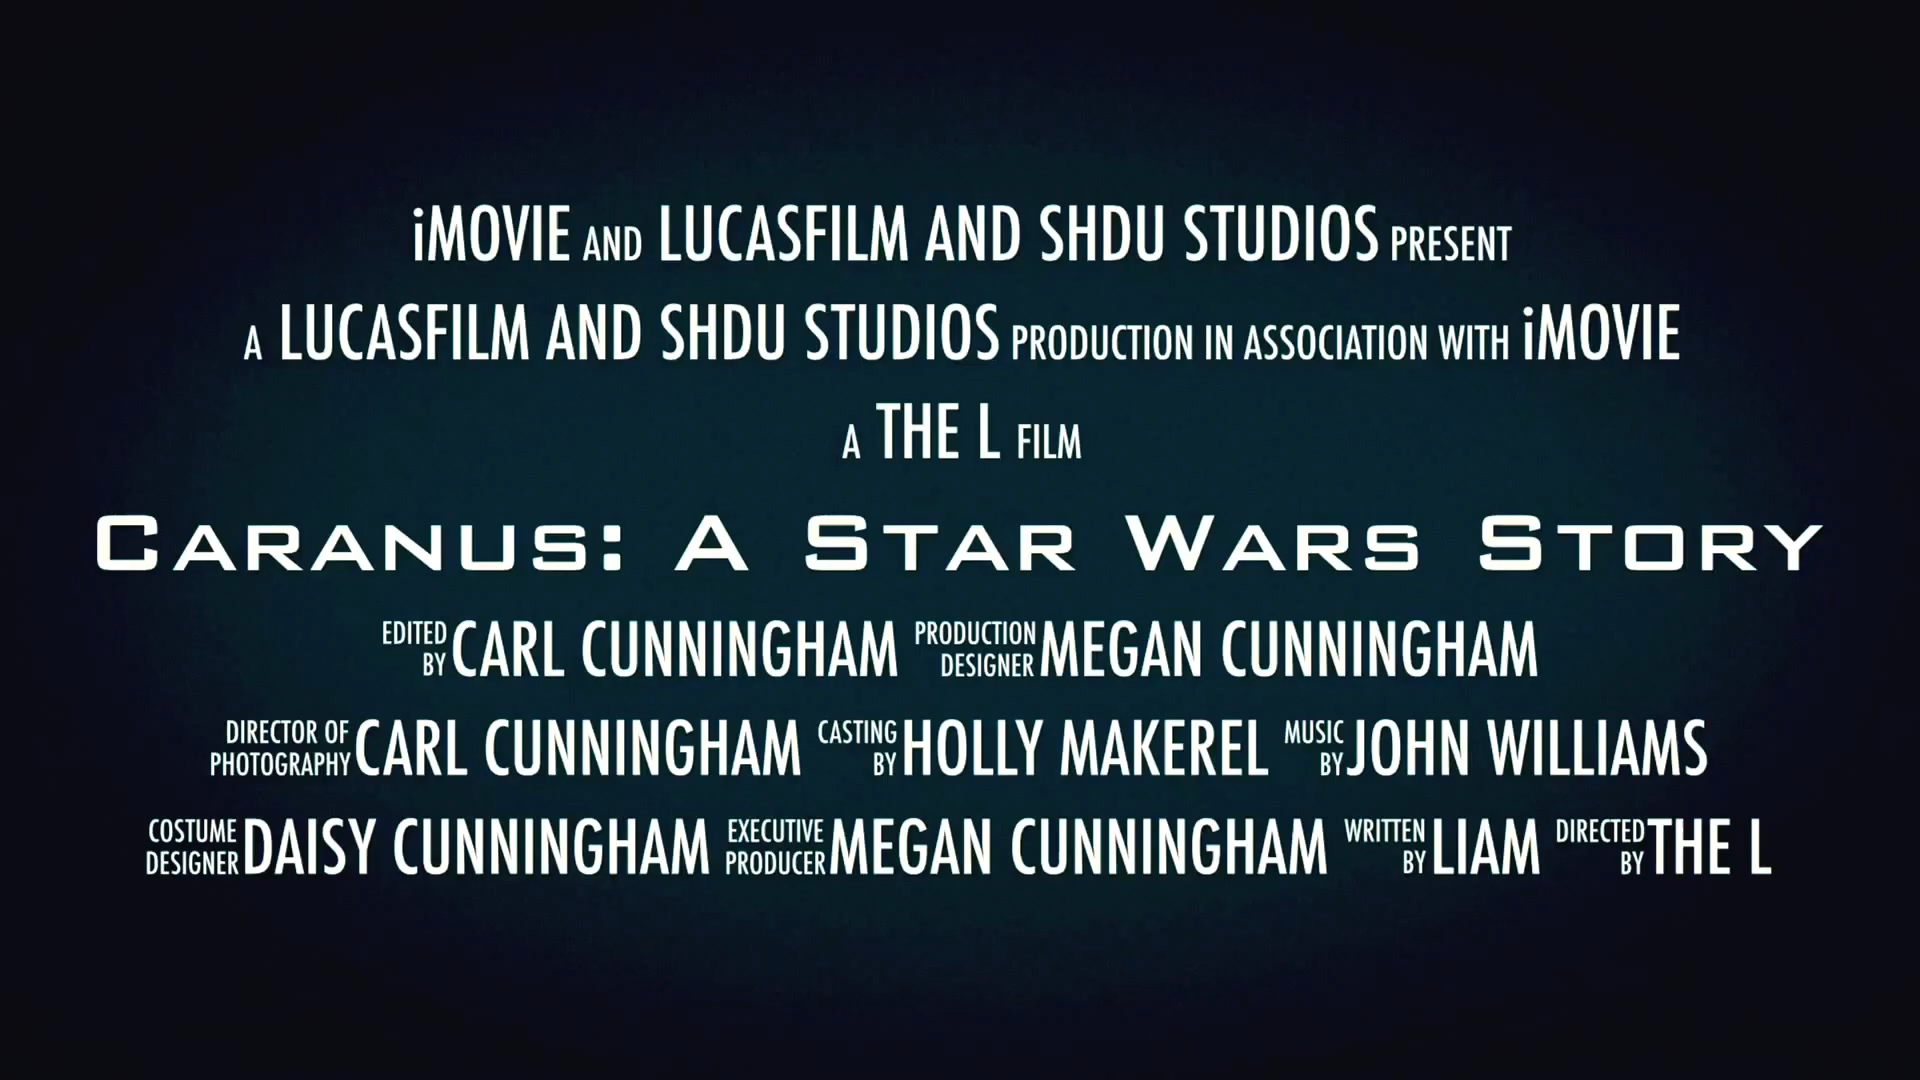 iMOVIE AND LUCASFILM AND SHDU STUDIOS PRESENT
A LUCASFILM AND SHDU STUDIOS PRODUCTION IN ASSOCIATION WITH iMOVIE
A THE L FILM
CARANUS: A STAR WARS STORY
EDITED BY CARL CUNNINGHAM PRODUCTION DESIGNER MEGAN CUNNINGHAM
DIRECTOR OF PHOTOGRAPHY CARL CUNNINGHAM CASTING BY HOLLY MAKEREL MUSIC BY JOHN WILLIAMS
COSTUME DESIGNER DAISY CUNNINGHAM EXECUTIVE PRODUCER MEGAN CUNNINGHAM WRITTEN BY LIAM DIRECTED BY THE L